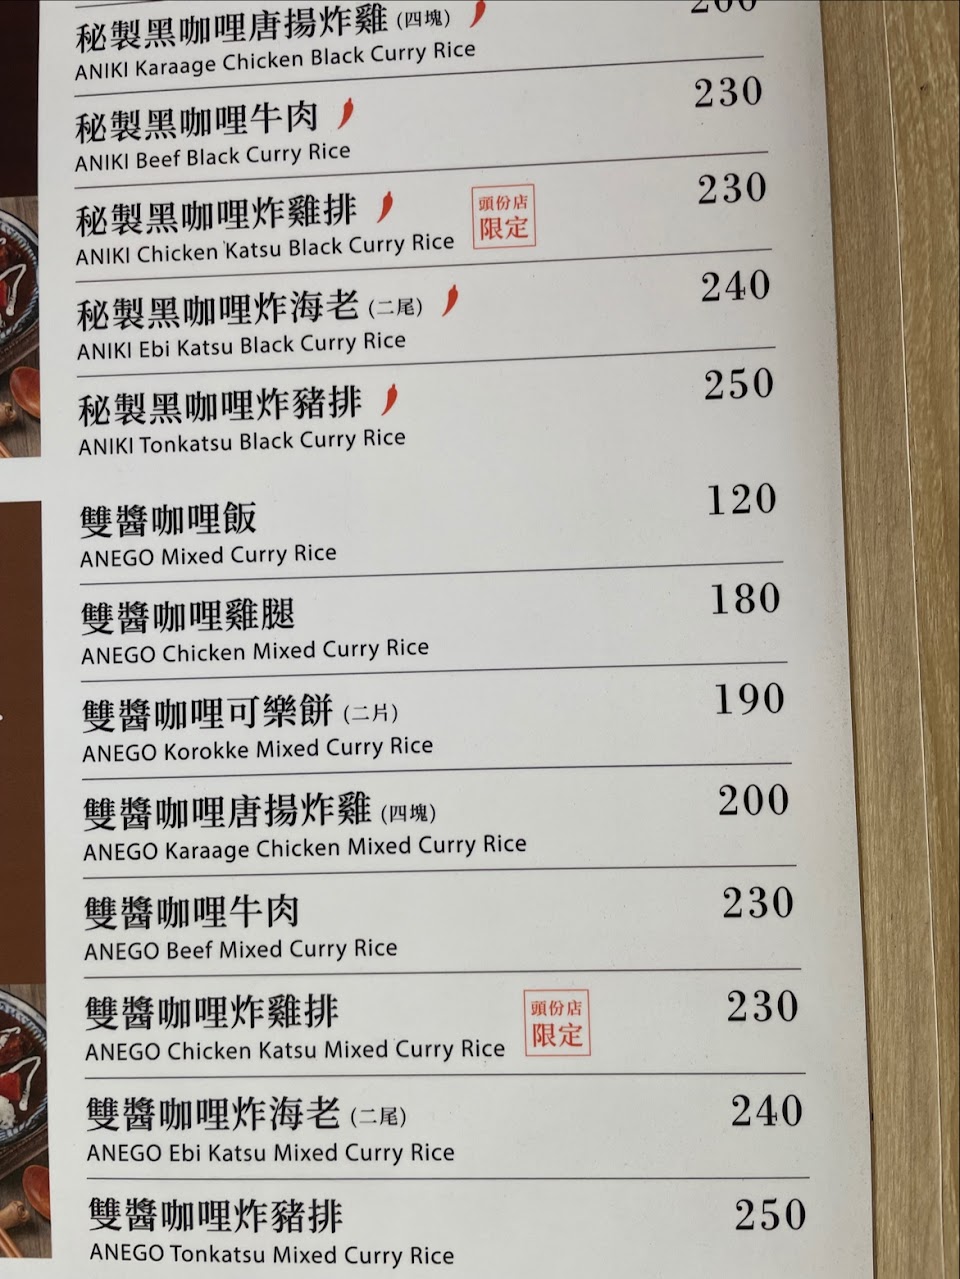 秘製黑咖哩唐揚炸雞(四塊) 200
ANIKI Karaage Chicken Black Curry Rice
秘製黑咖哩牛肉 230
ANIKI Beef Black Curry Rice
秘製黑咖哩炸雞排 頭份店限定 230
ANIKI Chicken Katsu Black Curry Rice
秘製黑咖哩炸海老(二尾) 240
ANIKI Ebi Katsu Black Curry Rice
秘製黑咖哩炸豬排 250
ANIKI Tonkatsu Black Curry Rice
雙醬咖哩飯 120
ANEGO Mixed Curry Rice
雙醬咖哩雞腿 180
ANEGO Chicken Mixed Curry Rice
雙醬咖哩可樂餅(二片) 190
ANEGO Korokke Mixed Curry Rice
雙醬咖哩唐揚炸雞(四塊) 200
ANEGO Karaage Chicken Mixed Curry Rice
雙醬咖哩牛肉 230
ANEGO Beef Mixed Curry Rice
雙醬咖哩炸雞排 頭份店限定 230
ANEGO Chicken Katsu Mixed Curry Rice
雙醬咖哩炸海老(二尾) 240
ANEGO Ebi Katsu Mixed Curry Rice
雙醬咖哩炸豬排 250
ANEGO Tonkatsu Mixed Curry Rice